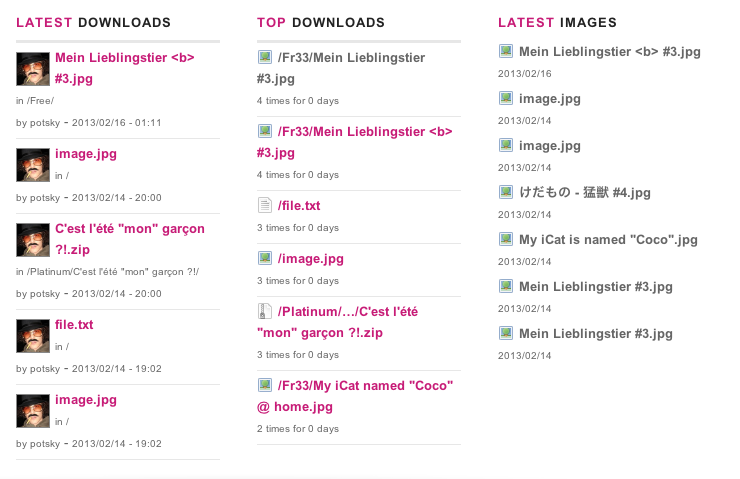 LATEST DOWNLOADS
Mein Lieblingstier <b>
#3.jpg
in /Free/
by potsky - 2013/02/16 - 01:11
image.jpg
in /
by potsky - 2013/02/14 - 20:00
C'est l'été "mon" garçon
?!.zip
in /Platinum/C'est l'été "mon" garçon ?!/
by potsky - 2013/02/14 - 20:00
file.txt
in /
by potsky - 2013/02/14 - 19:02
image.jpg
in /
by potsky - 2013/02/14 - 19:02
TOP DOWNLOADS
/Fr33/Mein Lieblingstier
#3.jpg
4 times for 0 days
/Fr33/Mein Lieblingstier <b>
#3.jpg
4 times for 0 days
/file.txt
3 times for 0 days
/image.jpg
3 times for 0 days
/Platinum/…/C'est l'été
"mon" garçon ?!.zip
3 times for 0 days
/Fr33/My iCat named "Coco"
@ home.jpg
2 times for 0 days
LATEST IMAGES
Mein Lieblingstier <b> #3.jpg
2013/02/16
image.jpg
2013/02/14
image.jpg
2013/02/14
けだもの - 猛獣 #4.jpg
2013/02/14
My iCat is named "Coco".jpg
2013/02/14
Mein Lieblingstier #3.jpg
2013/02/14
Mein Lieblingstier #3.jpg
2013/02/14